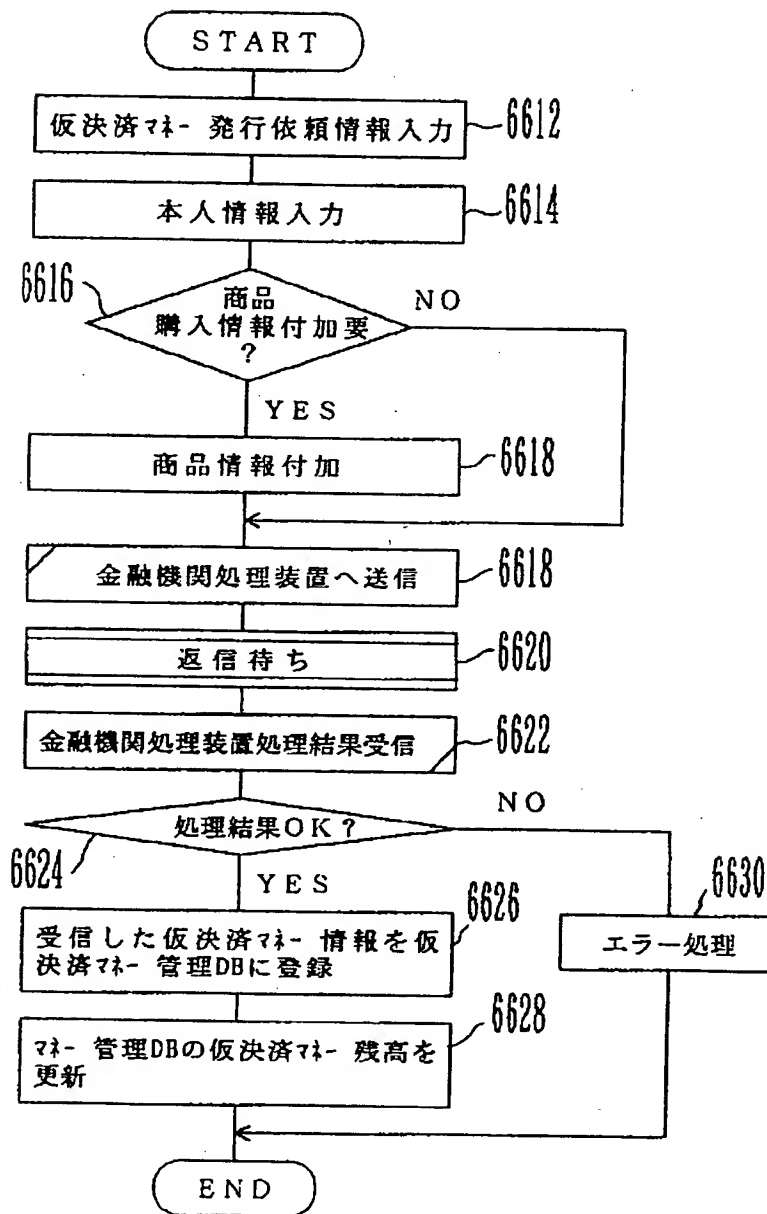 START
仮決済ﾏﾈｰ 発行依頼情報入力
6612
本人情報入力
6614
6616
商品
購入情報付加要
?
NO
YES
商品情報付加
6618
金融機関処理装置へ送信
6618
返信待ち
6620
金融機関処理装置処理結果受信
6622
処理結果OK?
NO
6624
YES
6626
6630
受信した仮決済ﾏﾈｰ 情報を仮
決済ﾏﾈｰ 管理DBに登録
エラー処理
6628
ﾏﾈｰ 管理DBの仮決済ﾏﾈｰ 残高を
更新
END